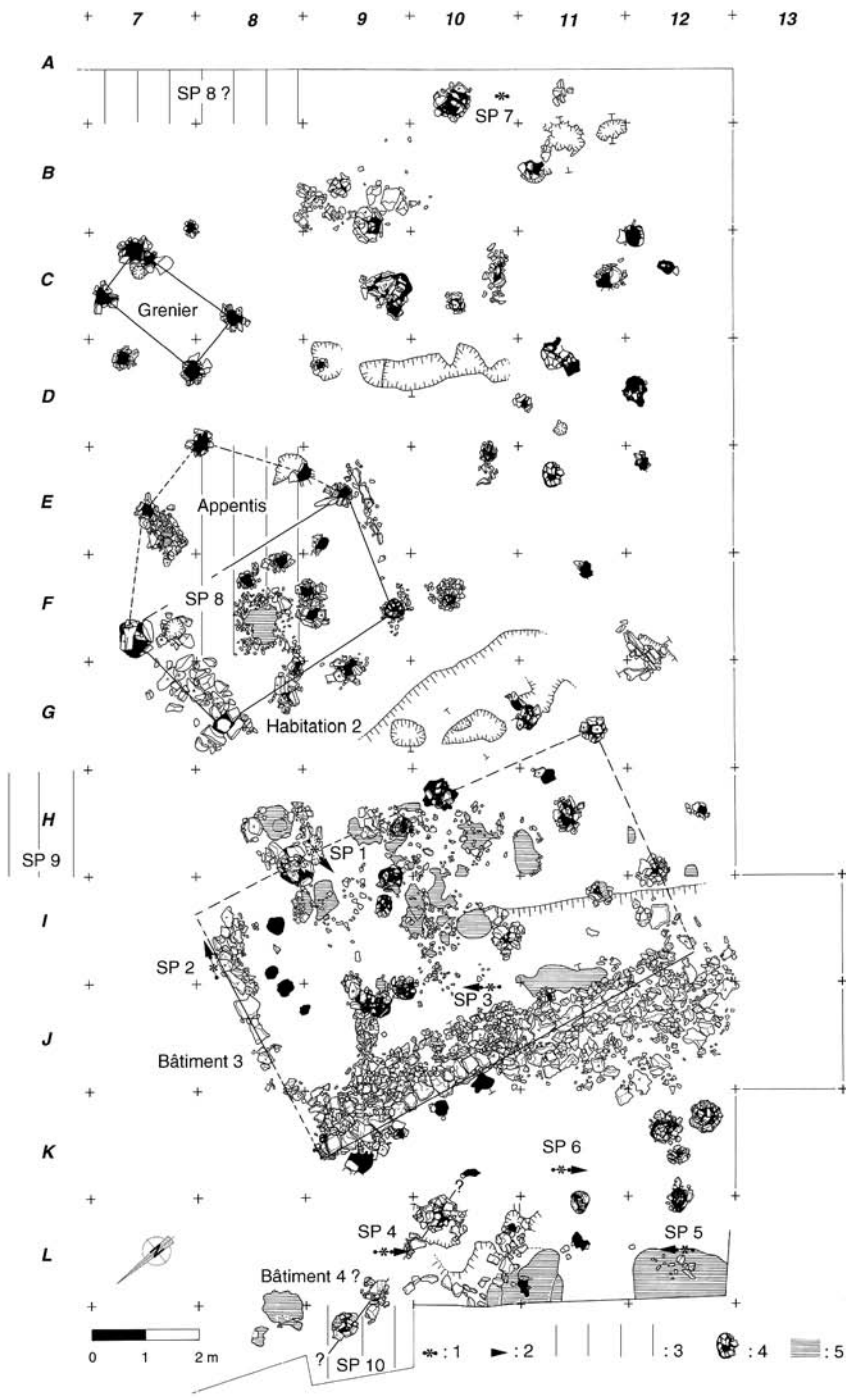 7 8 9 10 11 12 13
A
SP 8 ?
SP 7
B
C
Grenier
D
E
Appentis
F
SP 8
G
Habitation 2
H
SP 9
SP 1
I
SP 2
SP 3
J
Bâtiment 3
K
SP 6
?
SP 4
SP 5
L
N
Bâtiment 4 ?
0 1 2 m
? SP 10
: 1 : 2 : 3 : 4 : 5